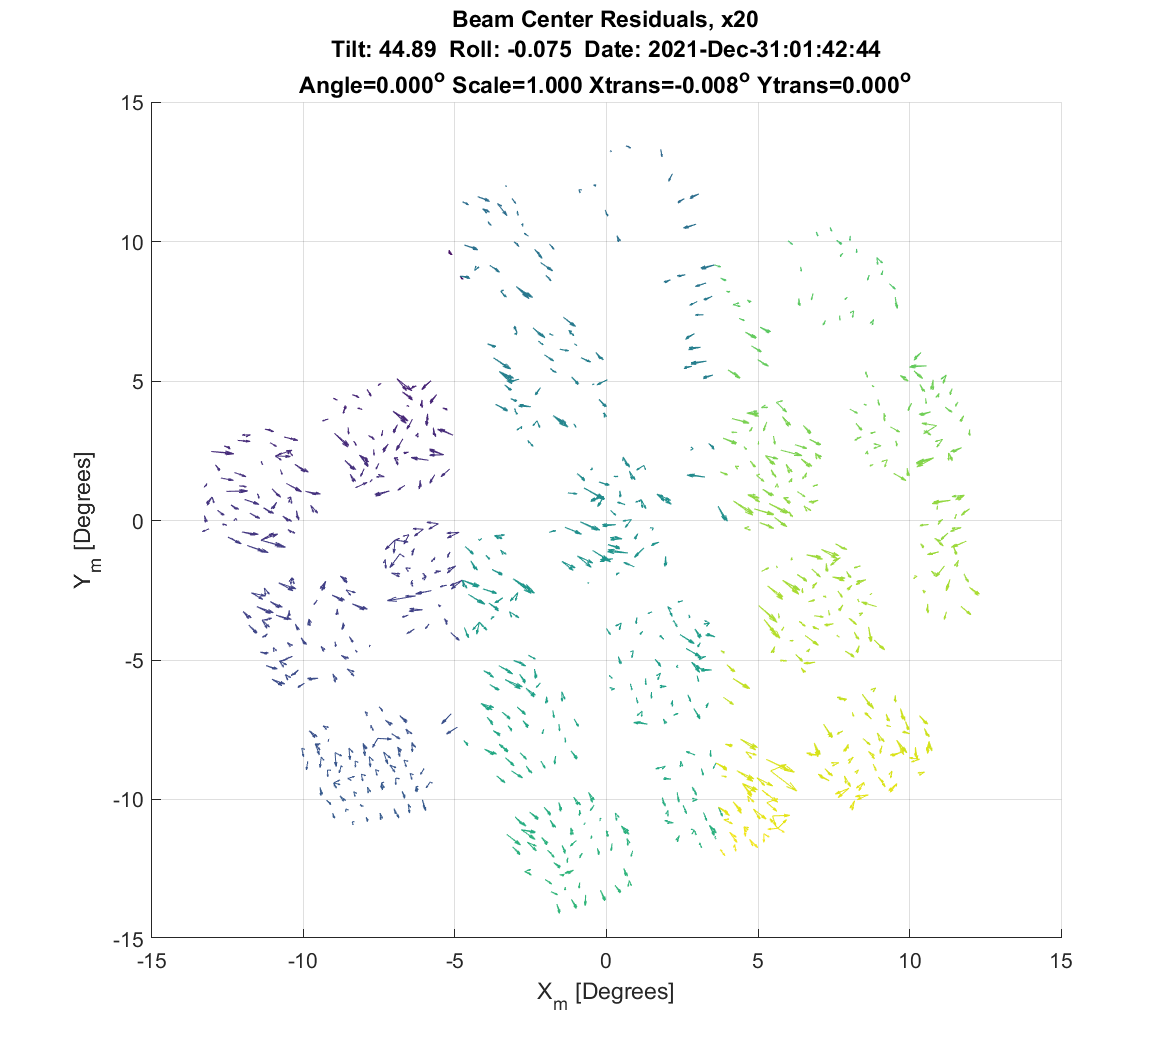 Beam Center Residuals, x20
Tilt: 44.89 Roll: -0.075 Date: 2021-Dec-31:01:42:44
Angle=0.000° Scale=1.000 Xtrans=-0.008° Ytrans=0.000°
15
10
5
0
-5
-10
-15
Y_m [Degrees]
-15 -10 -5 0 5 10 15
X_m [Degrees]